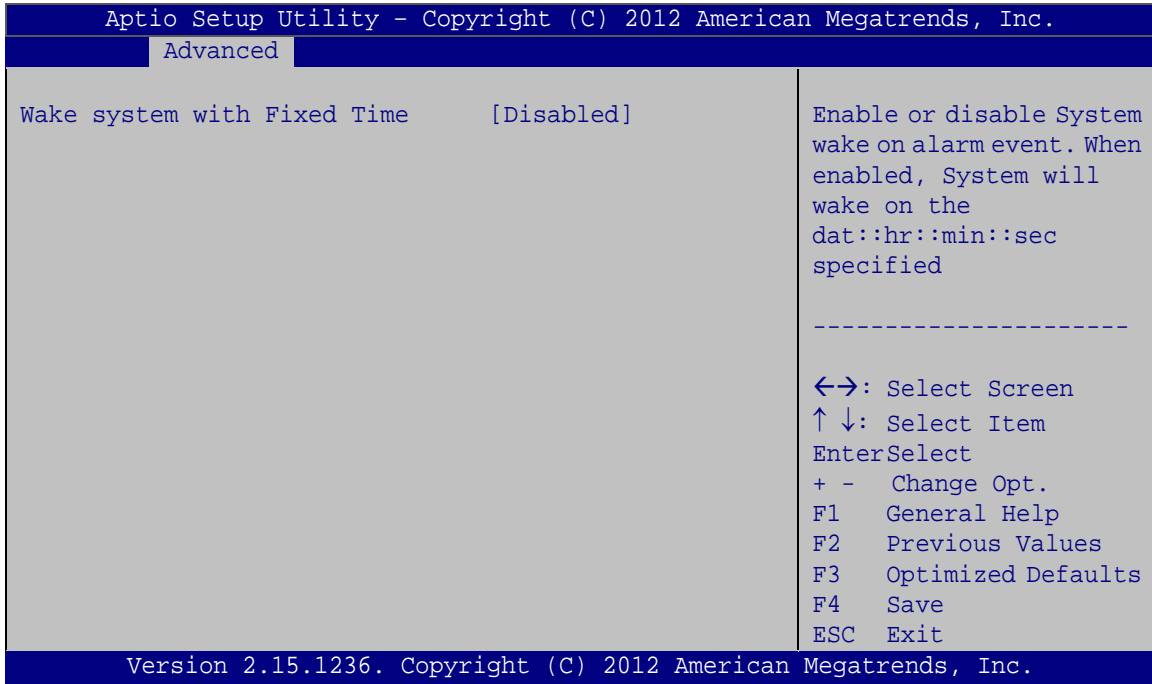 Aptio Setup Utility – Copyright (C) 2012 American Megatrends, Inc.
Advanced
Wake system with Fixed Time [Disabled]
Enable or disable System
wake on alarm event. When
enabled, System will
wake on the
dat::hr::min::sec
specified
----------------------
←→: Select Screen
↑ ↓: Select Item
EnterSelect
+ - Change Opt.
F1 General Help
F2 Previous Values
F3 Optimized Defaults
F4 Save
ESC Exit
Version 2.15.1236. Copyright (C) 2012 American Megatrends, Inc.